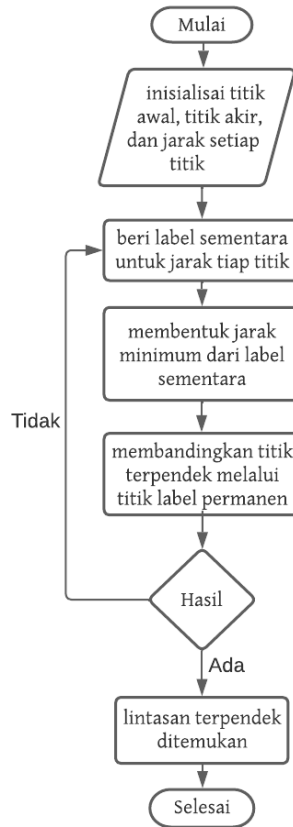 Mulai
inisialisai titik
awal, titik akir,
dan jarak setiap
titik
beri label sementara
untuk jarak tiap titik
membentuk jarak
minimum dari label
sementara
Tidak
membandingkan titik
terpendek melalui
titik label permanen
Hasil
Ada
lintasan terpendek
ditemukan
Selesai